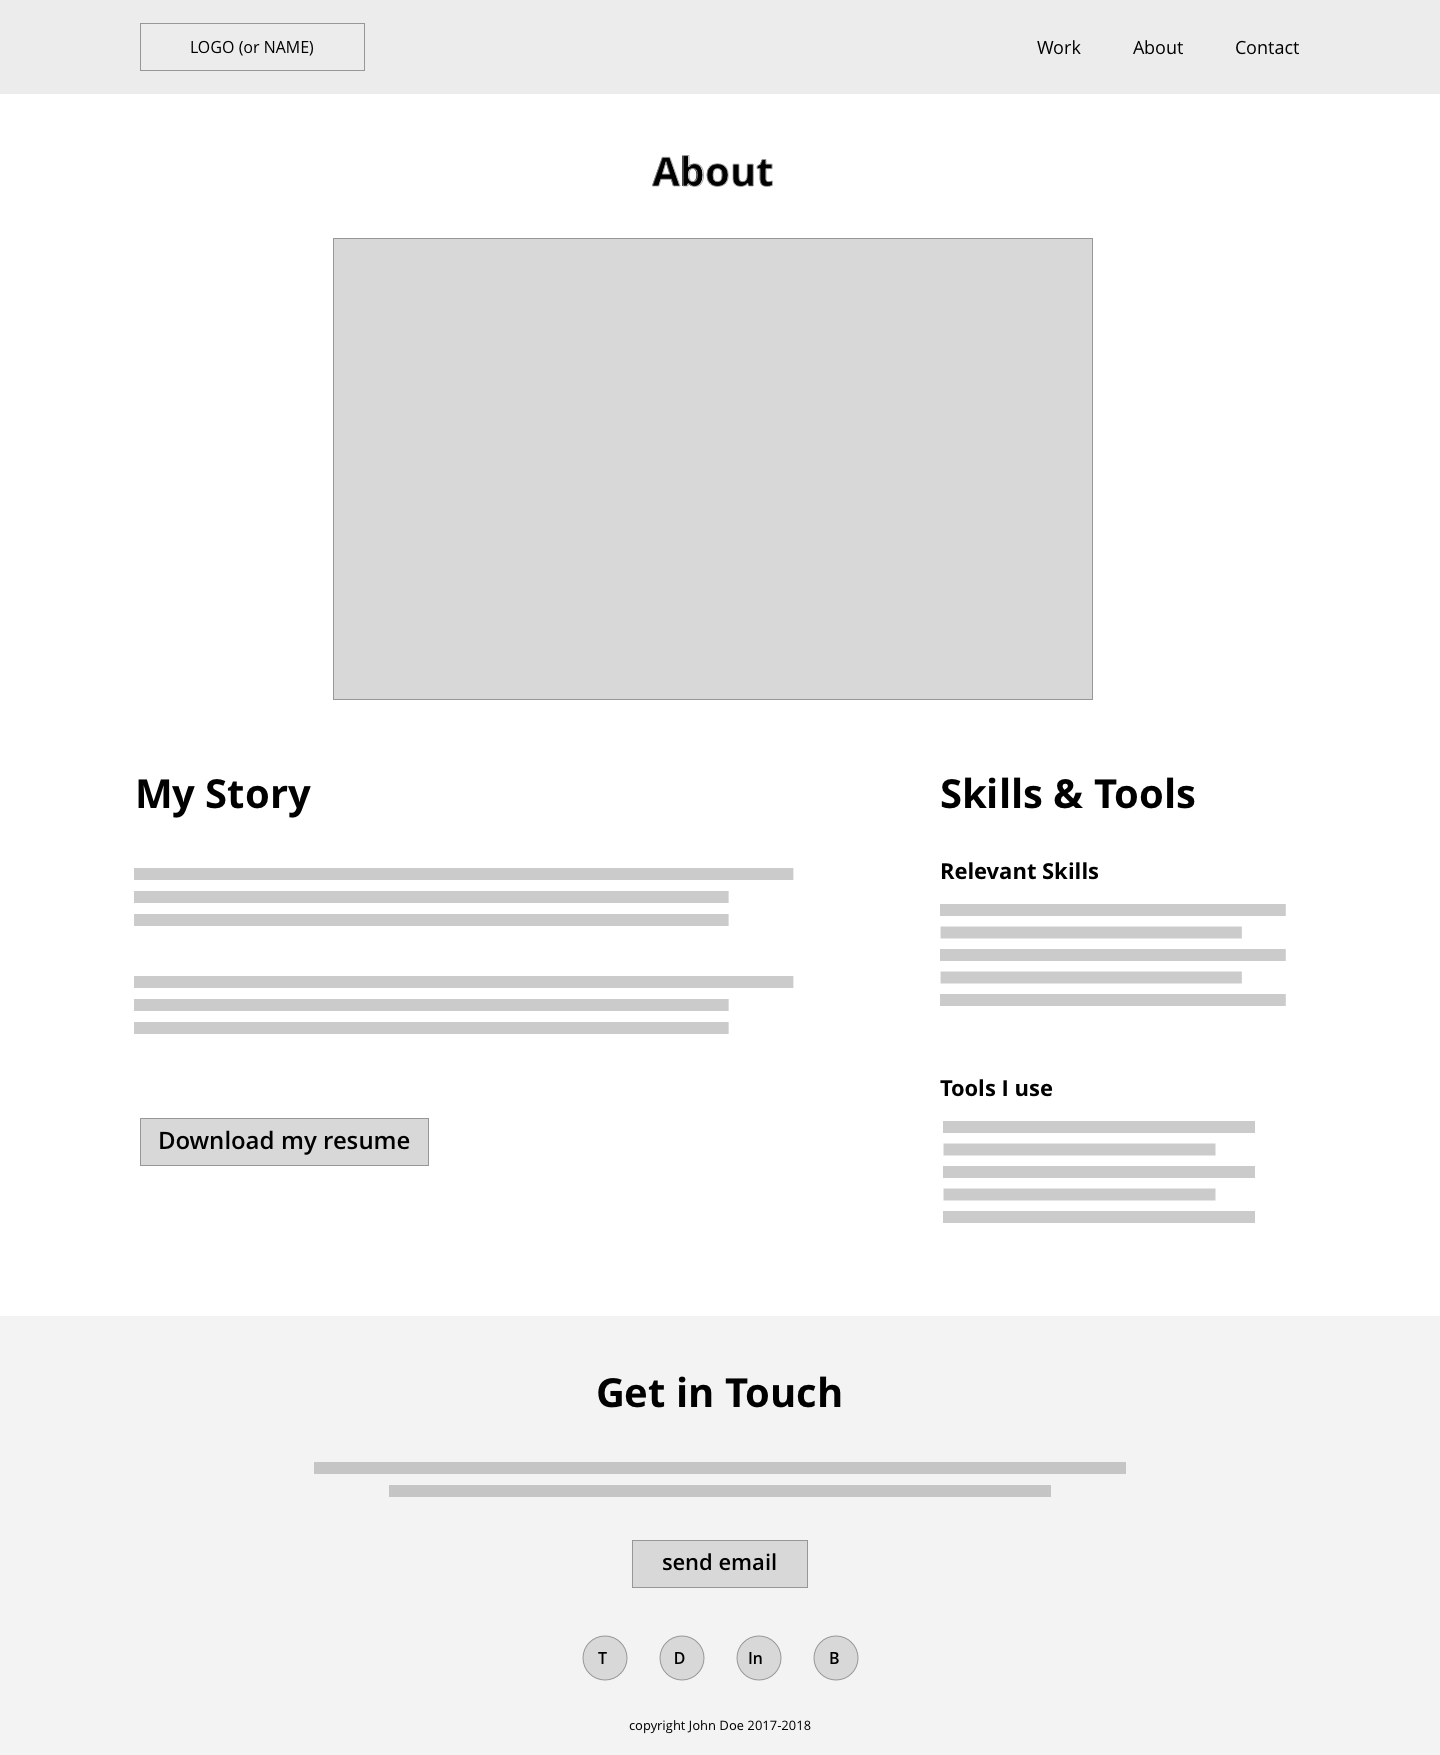 LOGO (or NAME)
Work
About
Contact
About
My Story
Skills & Tools
Relevant Skills
Tools I use
Download my resume
Get in Touch
send email
T
D
In
B
copyright John Doe 2017-2018